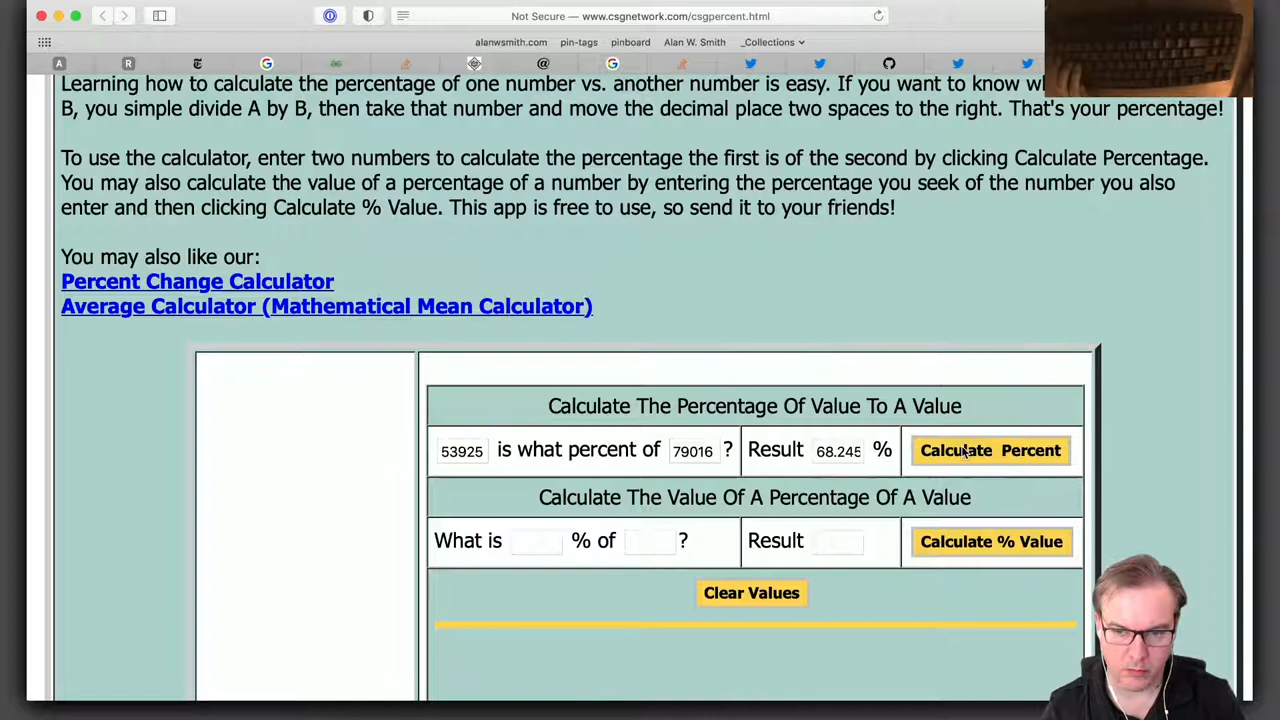 Not Secure — www.csgnetwork.com/csgpercent.html
alanwsmith.com pin-tags pinboard Alan W. Smith _Collections
Learning how to calculate the percentage of one number vs. another number is easy. If you want to know
B, you simple divide A by B, then take that number and move the decimal place two spaces to the right. That's your percentage!
To use the calculator, enter two numbers to calculate the percentage the first is of the second by clicking Calculate Percentage.
You may also calculate the value of a percentage of a number by entering the percentage you seek of the number you also
enter and then clicking Calculate % Value. This app is free to use, so send it to your friends!
You may also like our:
Percent Change Calculator
Average Calculator (Mathematical Mean Calculator)
Calculate The Percentage Of Value To A Value
53925 is what percent of 79016 ? Result 68.245 % Calculate Percent
Calculate The Value Of A Percentage Of A Value
What is % of ? Result Calculate % Value
Clear Values